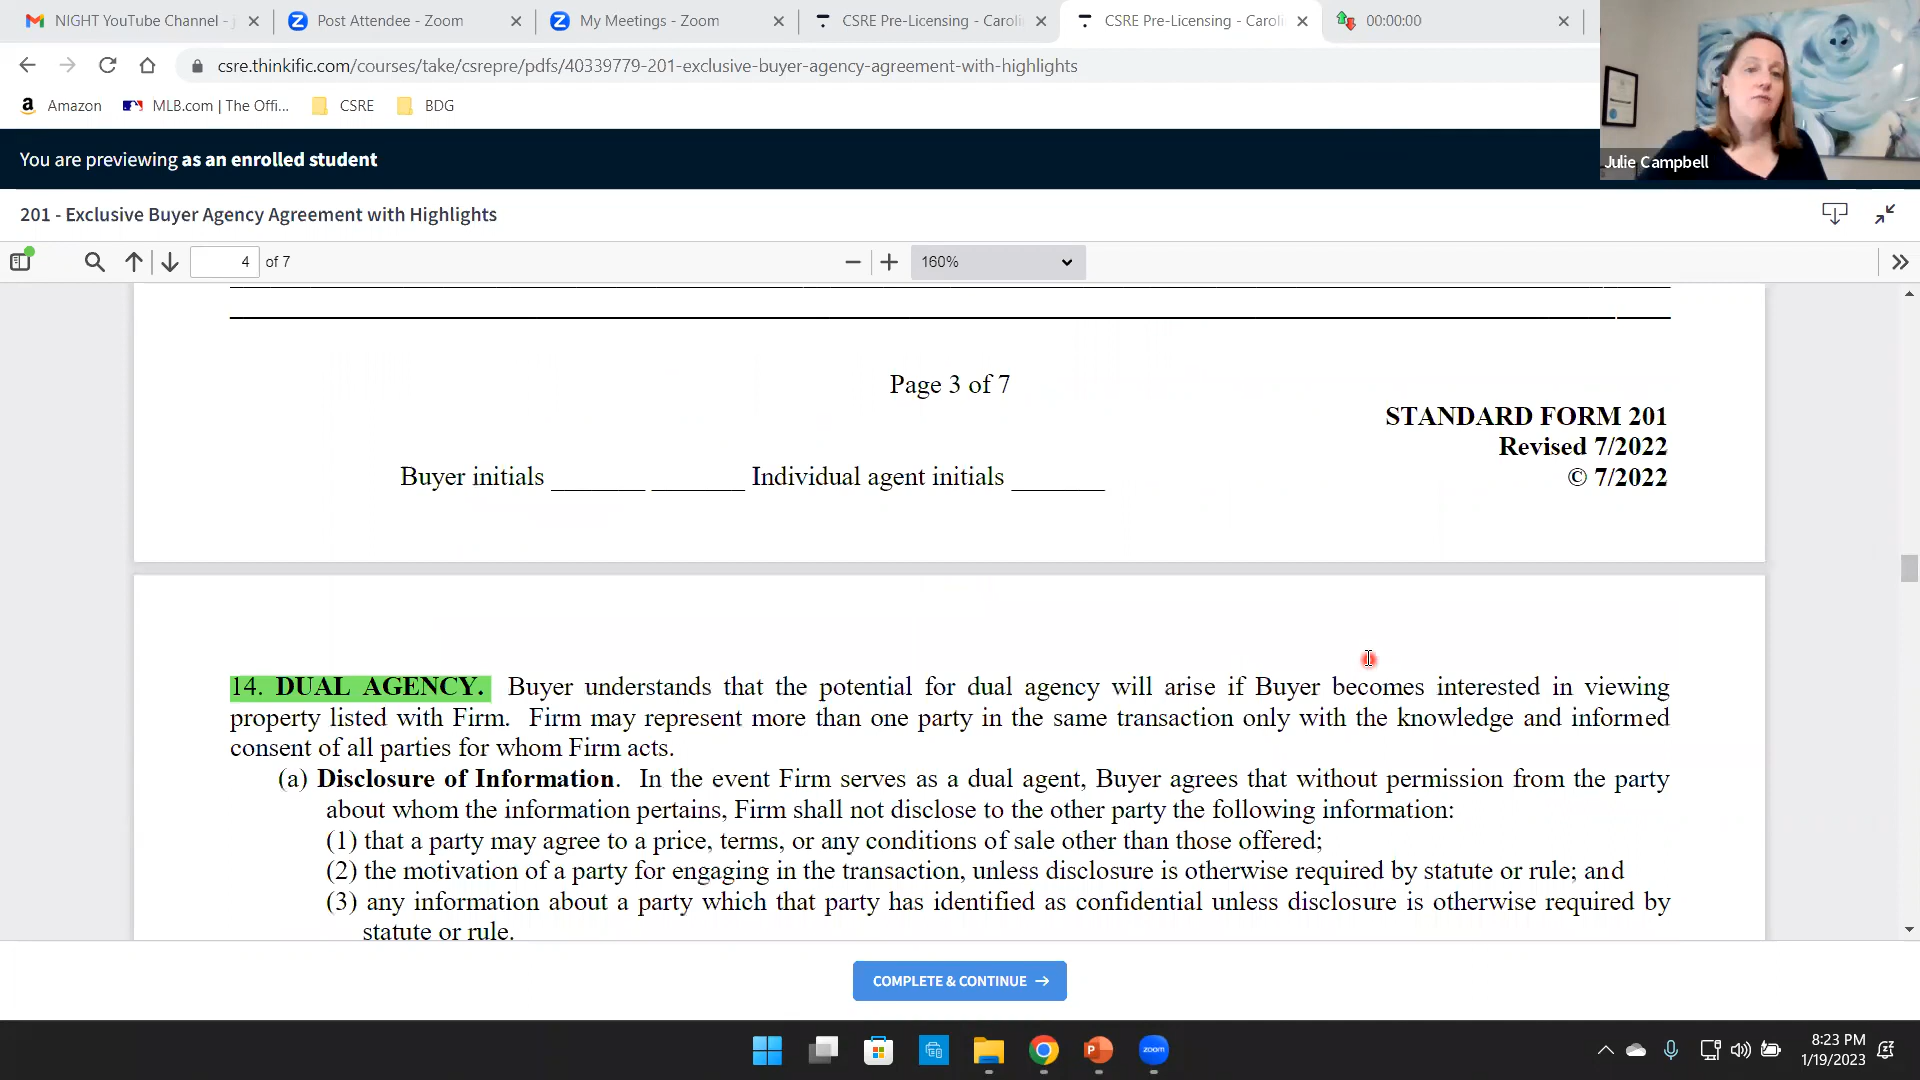 NIGHT YouTube Channel - j
Post Attendee - Zoom
My Meetings - Zoom
CSRE Pre-Licensing - Carolin
CSRE Pre-Licensing - Carolin
00:00:00
csre.thinkific.com/courses/take/csrepre/pdfs/40339779-201-exclusive-buyer-agency-agreement-with-highlights
Amazon
MLB.com | The Offi...
CSRE
BDG
You are previewing as an enrolled student
Julie Campbell
201 - Exclusive Buyer Agency Agreement with Highlights
4 of 7
160%
Page 3 of 7
STANDARD FORM 201
Revised 7/2022
© 7/2022
Buyer initials _______ _______ Individual agent initials _______
14. DUAL AGENCY. Buyer understands that the potential for dual agency will arise if Buyer becomes interested in viewing
property listed with Firm. Firm may represent more than one party in the same transaction only with the knowledge and informed
consent of all parties for whom Firm acts.
(a) Disclosure of Information. In the event Firm serves as a dual agent, Buyer agrees that without permission from the party
about whom the information pertains, Firm shall not disclose to the other party the following information:
(1) that a party may agree to a price, terms, or any conditions of sale other than those offered;
(2) the motivation of a party for engaging in the transaction, unless disclosure is otherwise required by statute or rule; and
(3) any information about a party which that party has identified as confidential unless disclosure is otherwise required by
statute or rule.
COMPLETE & CONTINUE →
zoom
8:23 PM
1/19/2023